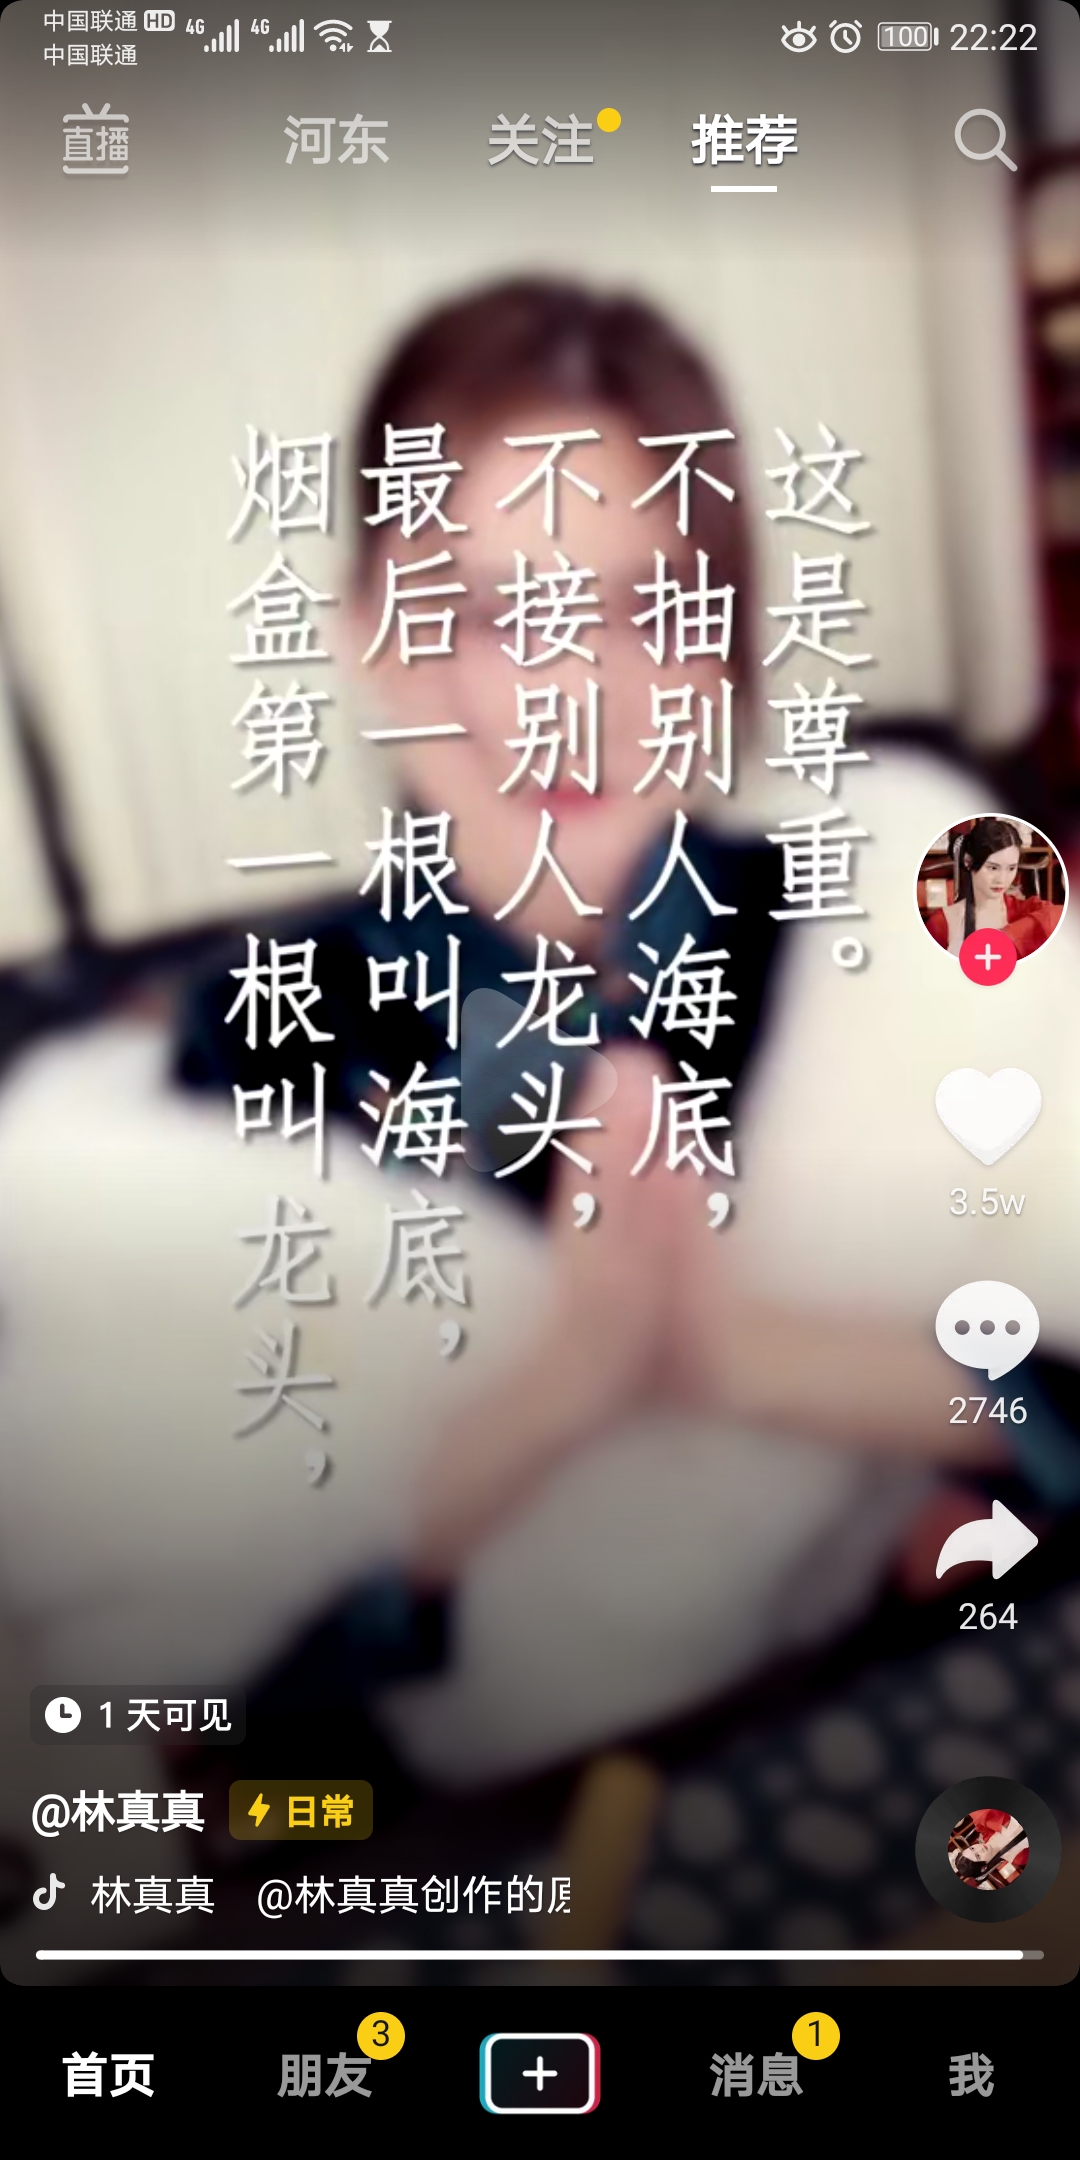 中国联通 HD 4G 4G 100 22:22
中国联通
直播 河东 关注 推荐
这是尊重。
不抽别人海底，
不接别人龙头，
最后一根叫海底，
烟盒第一根叫龙头，
3.5w
2746
264
1 天可见
@林真真 日常
林真真 @林真真创作的
首页 朋友 3 消息 1 我